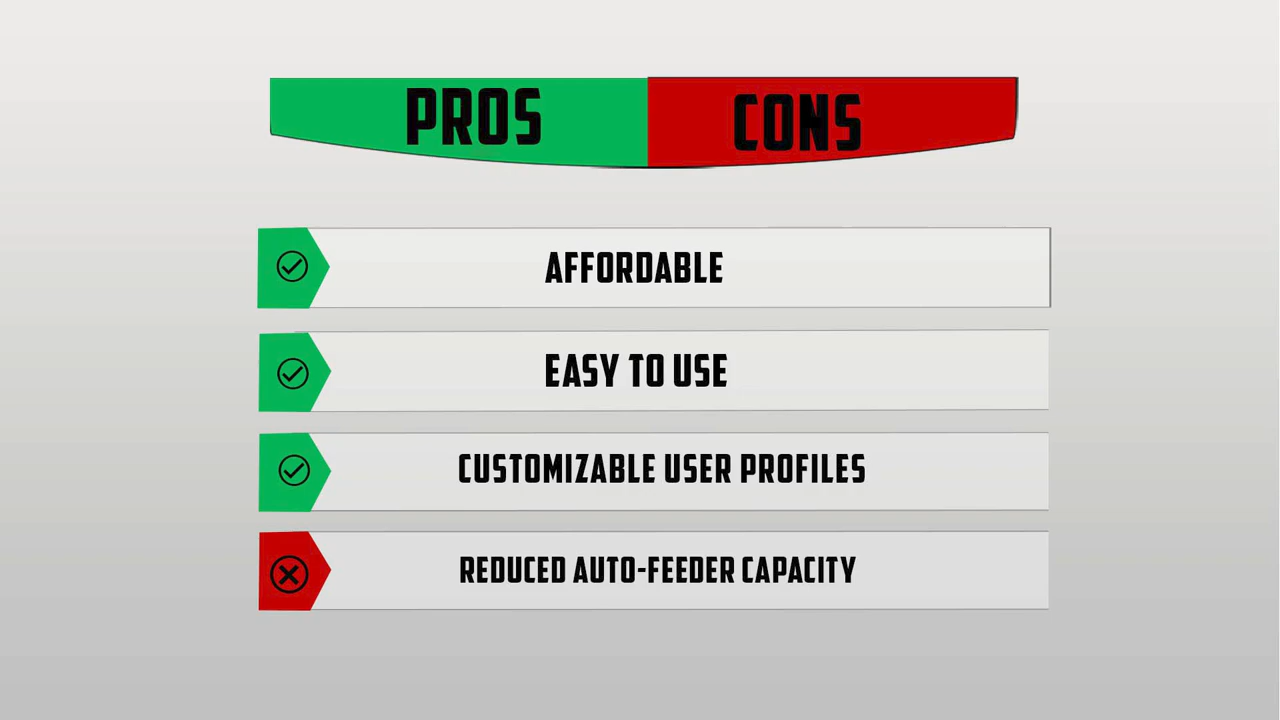 PROS CONS
AFFORDABLE
EASY TO USE
CUSTOMIZABLE USER PROFILES
REDUCED AUTO-FEEDER CAPACITY